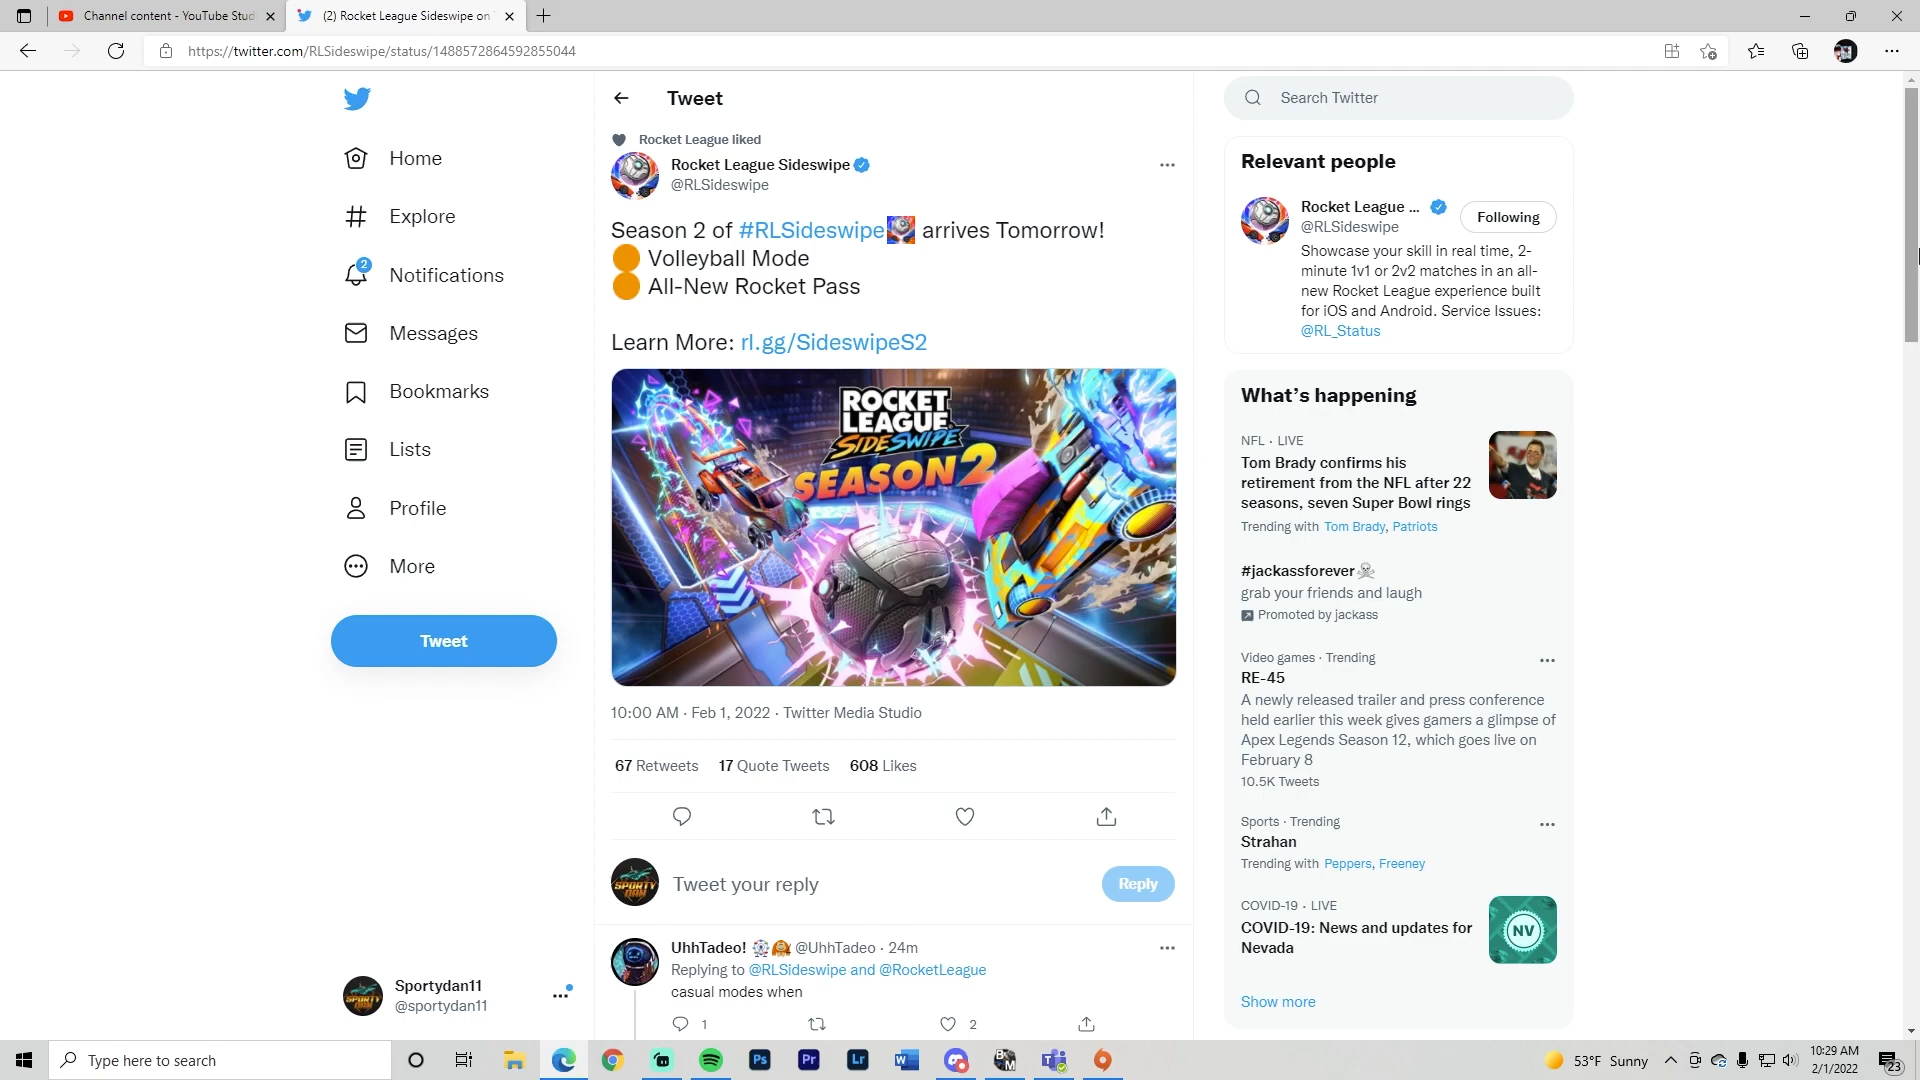 Channel content - YouTube Stud
(2) Rocket League Sideswipe on
https://twitter.com/RLSideswipe/status/1488572864592855044
Home
Explore
2
Notifications
Messages
Bookmarks
Lists
Profile
More
Tweet
Sportydan11
@sportydan11
Tweet
Rocket League liked
Rocket League Sideswipe
@RLSideswipe
Season 2 of #RLSideswipe arrives Tomorrow!
Volleyball Mode
All-New Rocket Pass
Learn More: rl.gg/SideswipeS2
ROCKET
LEAGUE
SIDESWIPE
SEASON 2
10:00 AM · Feb 1, 2022 · Twitter Media Studio
67 Retweets 17 Quote Tweets 608 Likes
SPORTY
DAN
Tweet your reply
Reply
UhhTadeo! @UhhTadeo · 24m
Replying to @RLSideswipe and @RocketLeague
casual modes when
1
2
Search Twitter
Relevant people
Rocket League ...
Following
@RLSideswipe
Showcase your skill in real time, 2-
minute 1v1 or 2v2 matches in an all-
new Rocket League experience built
for iOS and Android. Service Issues:
@RL_Status
What's happening
NFL · LIVE
Tom Brady confirms his
retirement from the NFL after 22
seasons, seven Super Bowl rings
Trending with Tom Brady, Patriots
#jackassforever
grab your friends and laugh
Promoted by jackass
Video games · Trending
RE-45
A newly released trailer and press conference
held earlier this week gives gamers a glimpse of
Apex Legends Season 12, which goes live on
February 8
10.5K Tweets
Sports · Trending
Strahan
Trending with Peppers, Freeney
COVID-19 · LIVE
COVID-19: News and updates for
Nevada
NV
Show more
Type here to search
Ps
Pr
Lr
W
53°F Sunny
10:29 AM
2/1/2022
23